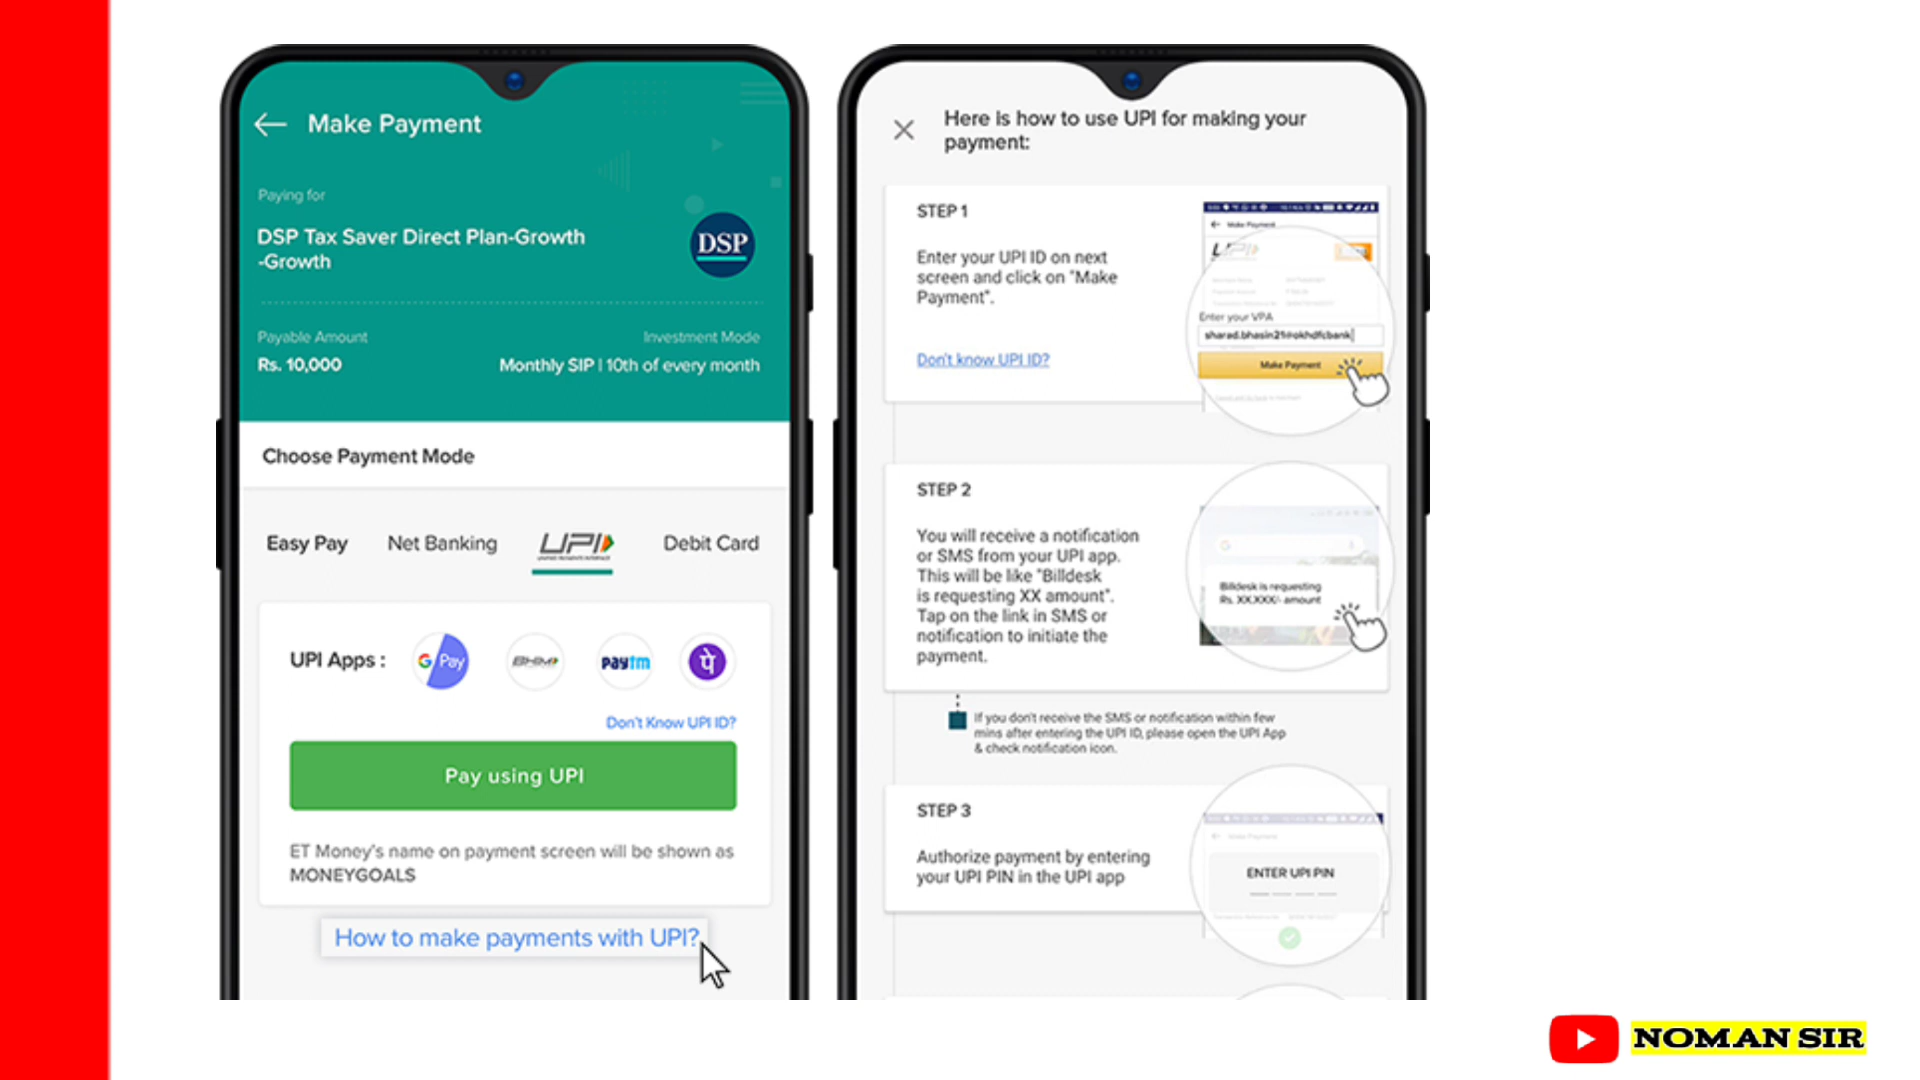 Make Payment
Paying for
DSP Tax Saver Direct Plan-Growth
-Growth
DSP
Payable Amount
Investment Mode
Rs. 10,000
Monthly SIP | 10th of every month
Choose Payment Mode
Easy Pay
Net Banking
UPI
Debit Card
UPI Apps :
G Pay
BHIM
paytm
पे
Don't Know UPI ID?
Pay using UPI
ET Money's name on payment screen will be shown as
MONEYGOALS
How to make payments with UPI?
Here is how to use UPI for making your
payment:
STEP 1
Enter your UPI ID on next
screen and click on "Make
Payment".
Don't know UPI ID?
Make Payment
UPI
Enter your VPA
sharad.bhasin21@okhdfcbank
Make Payment
STEP 2
You will receive a notification
or SMS from your UPI app.
This will be like "Billdesk
is requesting XX amount".
Tap on the link in SMS or
notification to initiate the
payment.
G
Billdesk is requesting
Rs. XX,XXX/- amount
If you don't receive the SMS or notification within few
mins after entering the UPI ID, please open the UPI App
& check notification icon.
STEP 3
Authorize payment by entering
your UPI PIN in the UPI app
Make Payment
ENTER UPI PIN
NOMAN SIR